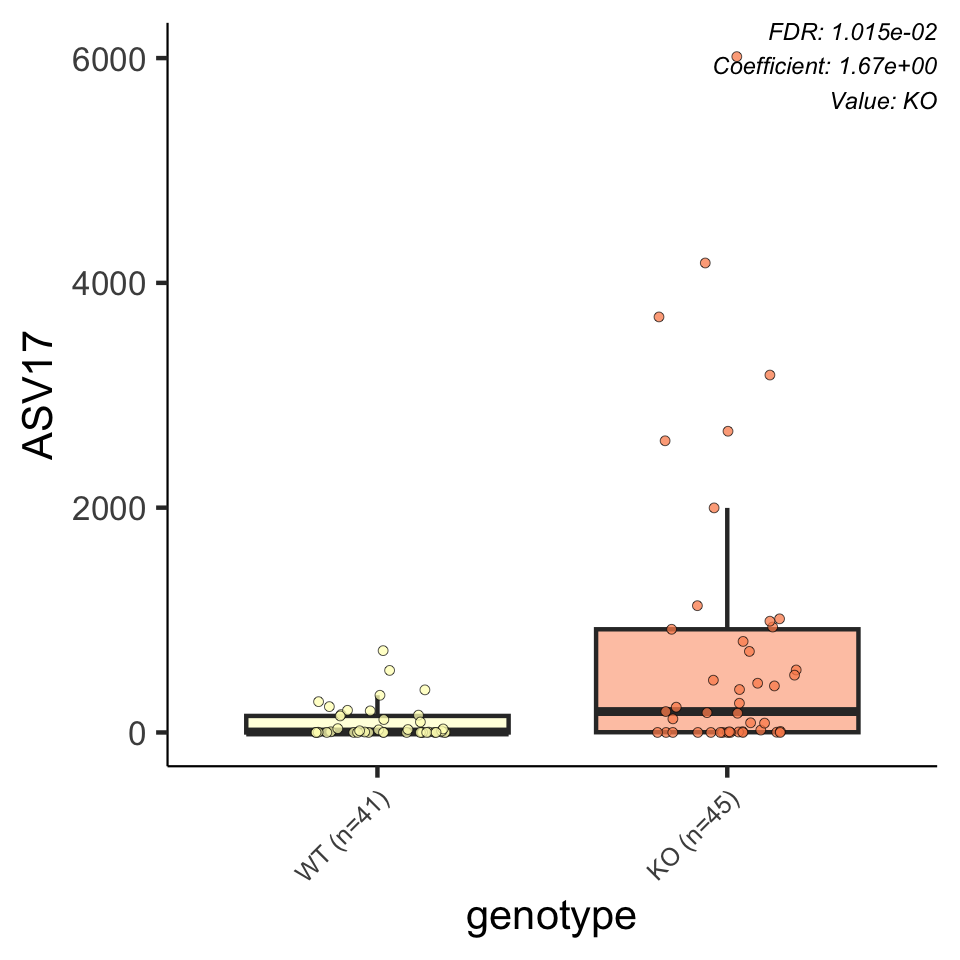 FDR: 1.015e-02
Coefficient: 1.67e+00
Value: KO
6000
4000
2000
0
ASV17
WT (n=41)
KO (n=45)
genotype